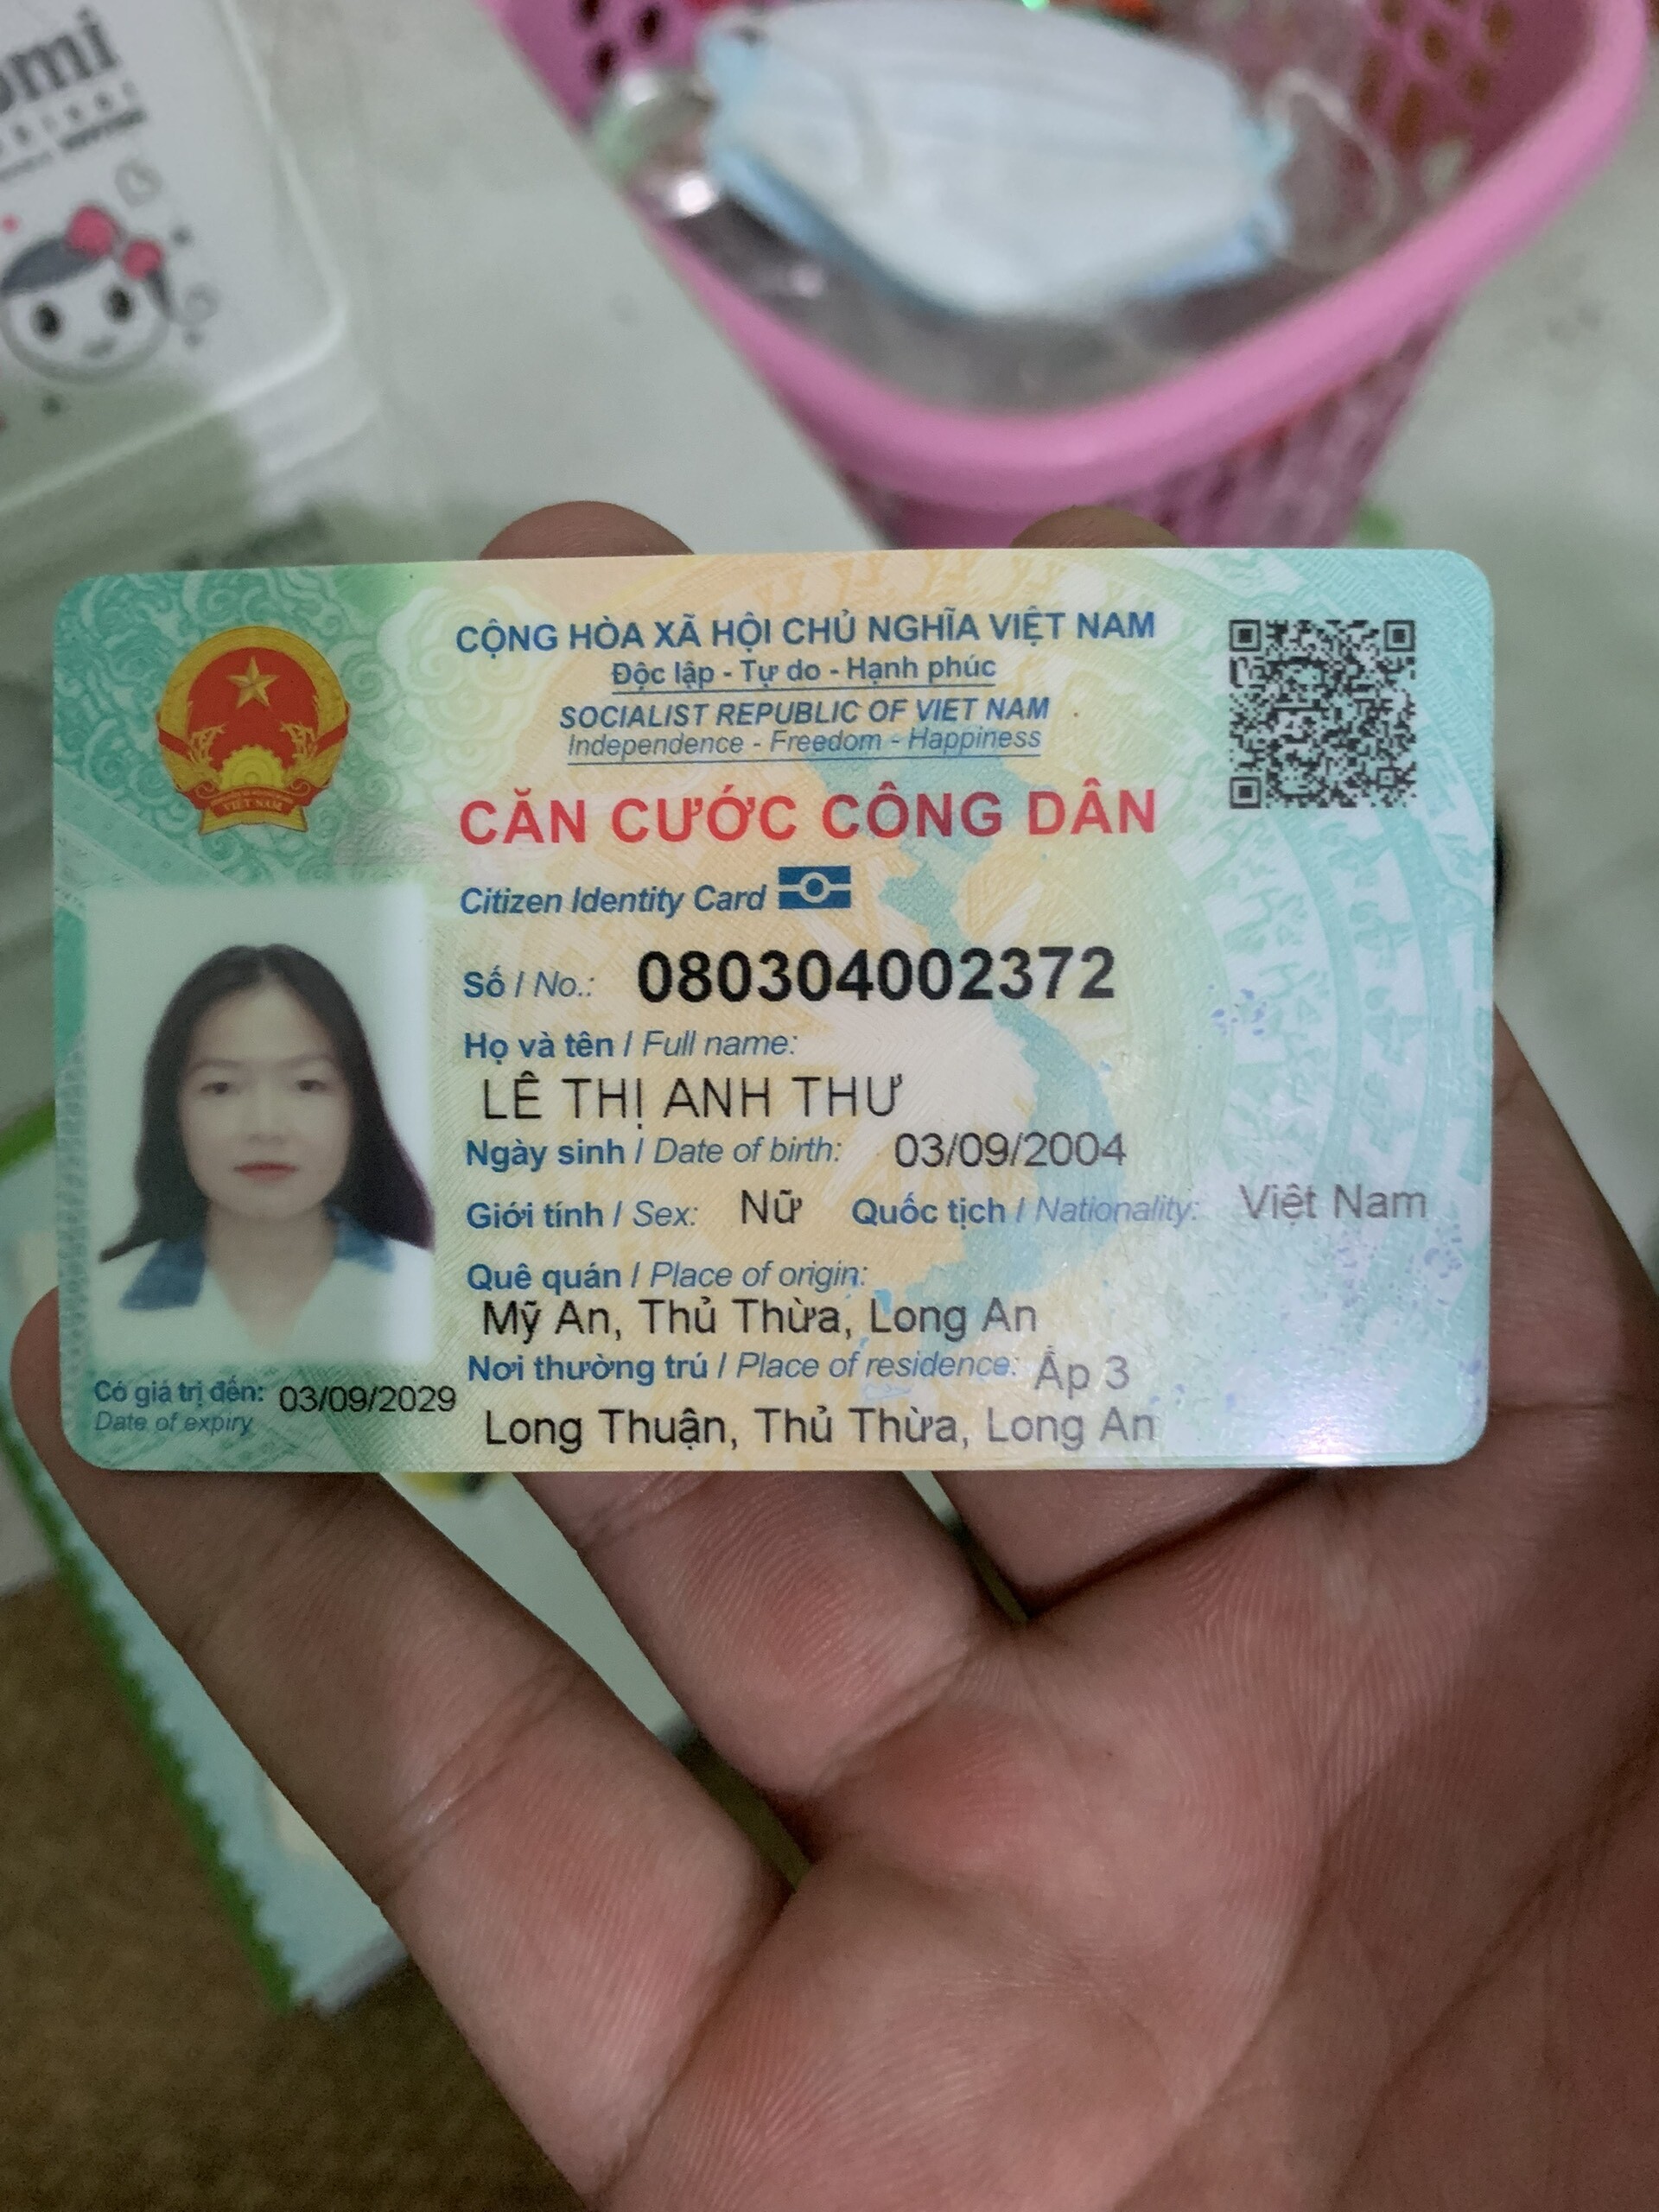 CỘNG HÒA XÃ HỘI CHỦ NGHĨA VIỆT NAM
Độc lập - Tự do - Hạnh phúc
SOCIALIST REPUBLIC OF VIET NAM
Independence - Freedom - Happiness
VIỆT NAM
CĂN CƯỚC CÔNG DÂN
Citizen Identity Card
Số / No.: 080304002372
Họ và tên / Full name:
LÊ THỊ ANH THƯ
Ngày sinh / Date of birth: 03/09/2004
Giới tính / Sex: Nữ Quốc tịch / Nationality: Việt Nam
Quê quán / Place of origin:
Mỹ An, Thủ Thừa, Long An
Nơi thường trú / Place of residence: Ấp 3
Long Thuận, Thủ Thừa, Long An
Có giá trị đến: 03/09/2029
Date of expiry